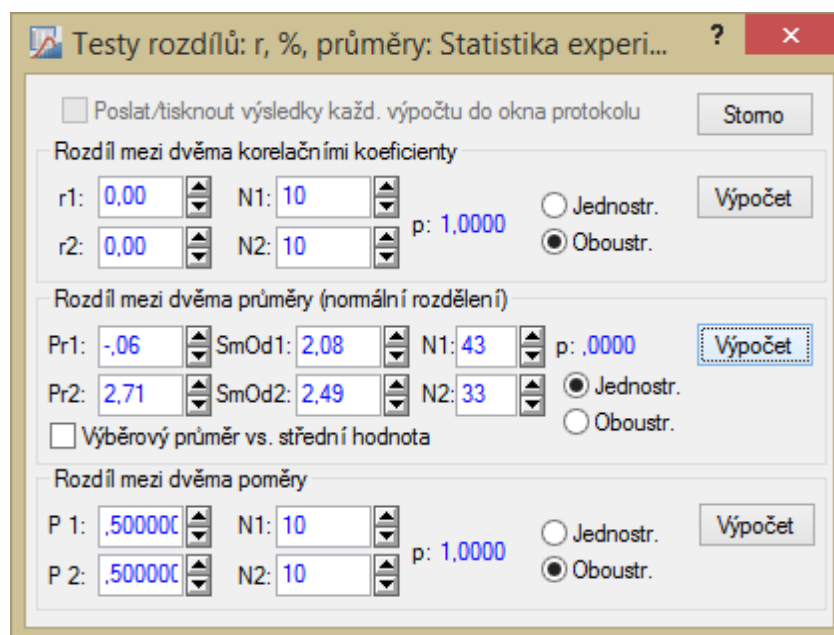 Testy rozdílů: r, %, průměry: Statistika experi... ? ×
Poslat/tisknout výsledky každ. výpočtu do okna protokolu Storno
Rozdíl mezi dvěma korelačními koeficienty
r1: 0,00 N1: 10 p: 1,0000 Jednostr. Výpočet
r2: 0,00 N2: 10 Oboustr.
Rozdíl mezi dvěma průměry (normální rozdělení)
Pr1: -,06 SmOd1: 2,08 N1: 43 p: ,0000 Výpočet
Pr2: 2,71 SmOd2: 2,49 N2: 33 Jednostr.
Výběrový průměr vs. střední hodnota Oboustr.
Rozdíl mezi dvěma poměry
P 1: ,500000 N1: 10 p: 1,0000 Jednostr. Výpočet
P 2: ,500000 N2: 10 Oboustr.